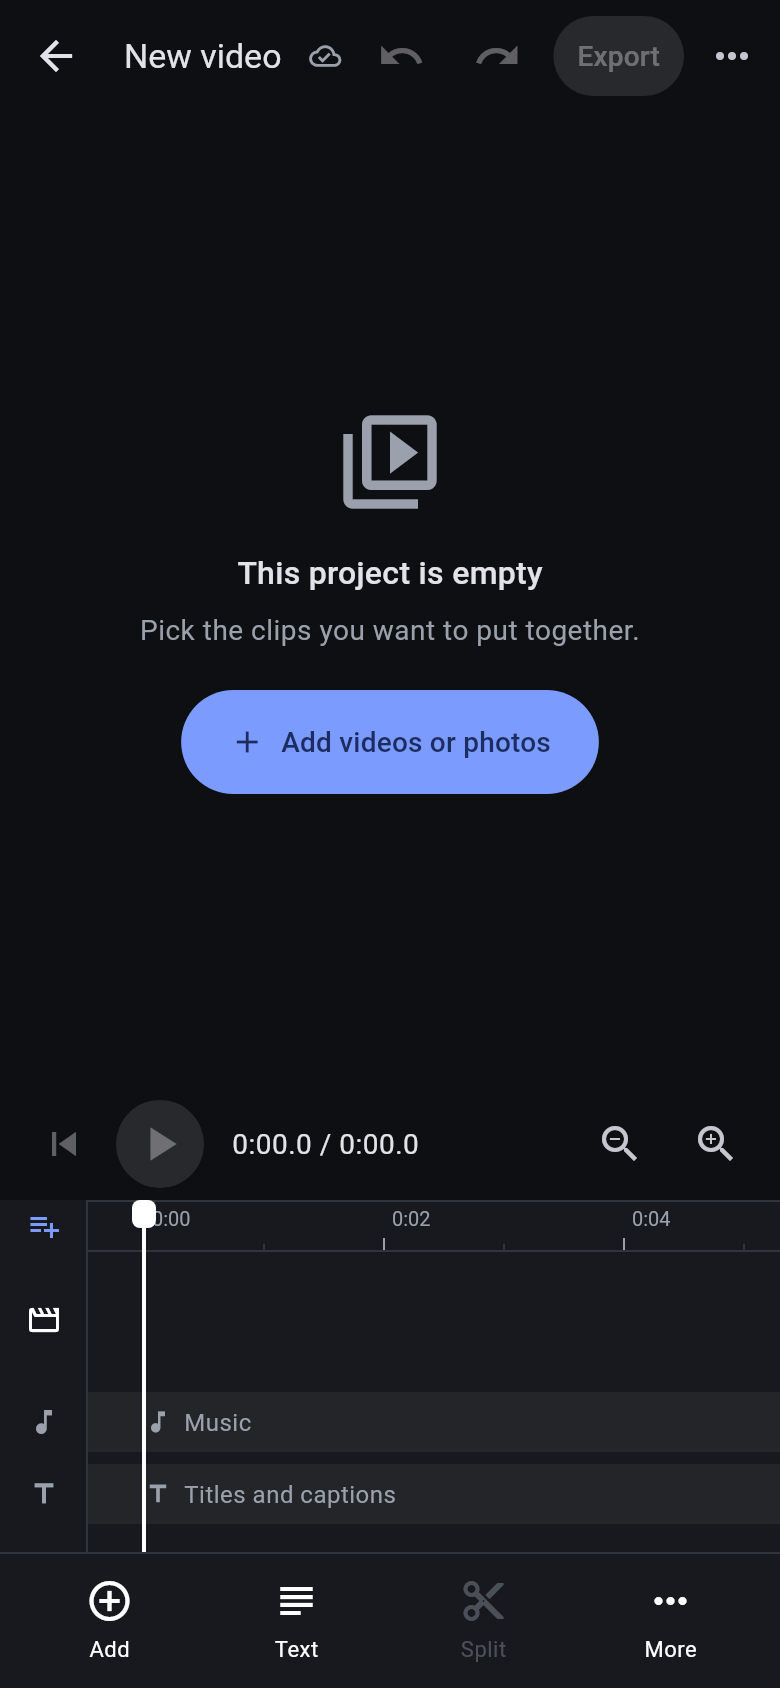 New video
Export
This project is empty
Pick the clips you want to put together.
Add videos or photos
0:00.0 / 0:00.0
0:00
0:02
0:04
Music
Titles and captions
Add
Text
Split
More